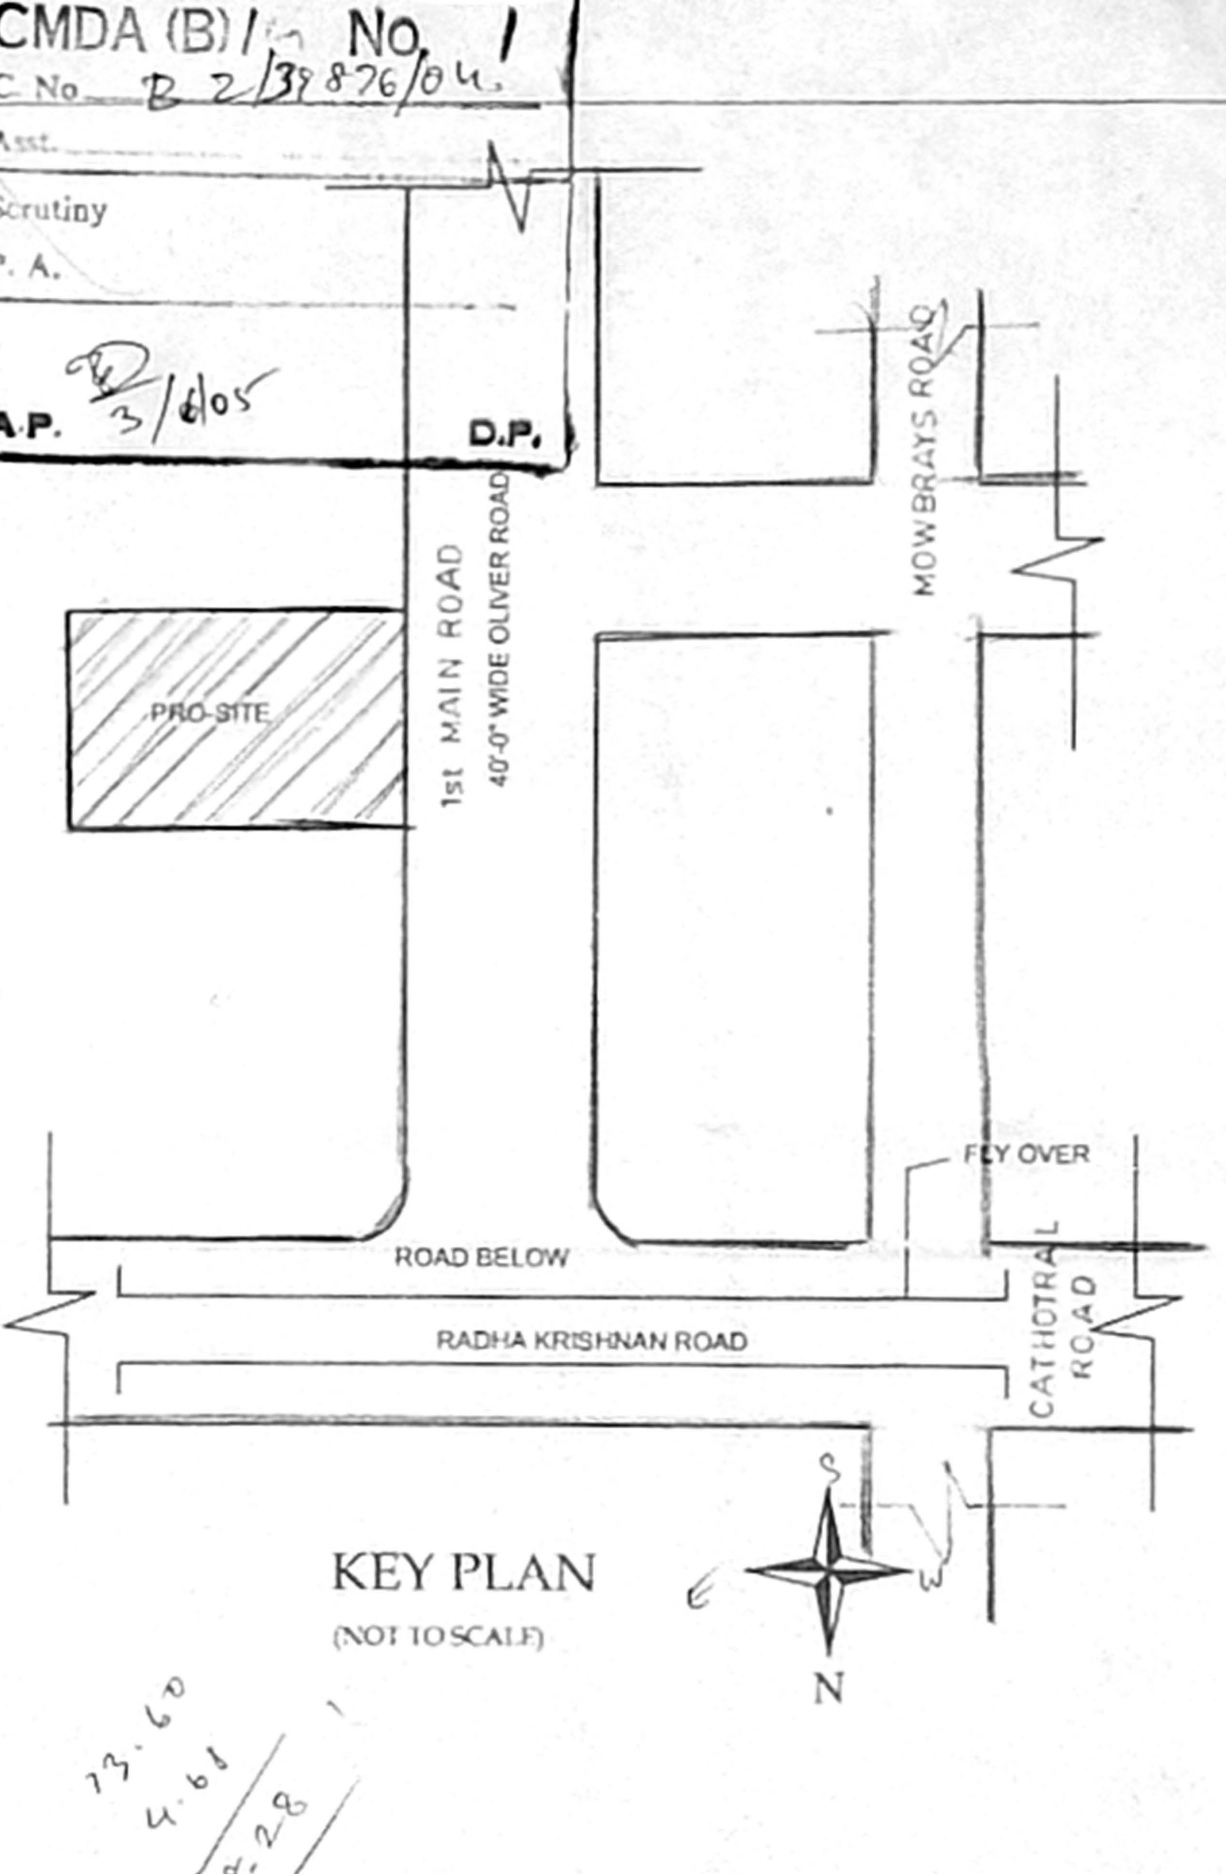 CMDA (B)/ No. 1
C. No. B 2/39876/04.
Asst.
Scrutiny
P. A.
3/6/05
A.P.
D.P.
MOWBRAYS ROAD
1st MAIN ROAD
40'-0" WIDE OLIVER ROAD
PRO-SITE
FLY OVER
ROAD BELOW
RADHA KRISHNAN ROAD
CATHOTRAL
ROAD
S
KEY PLAN
E
(NOT TO SCALE)
N
13.60
4.68